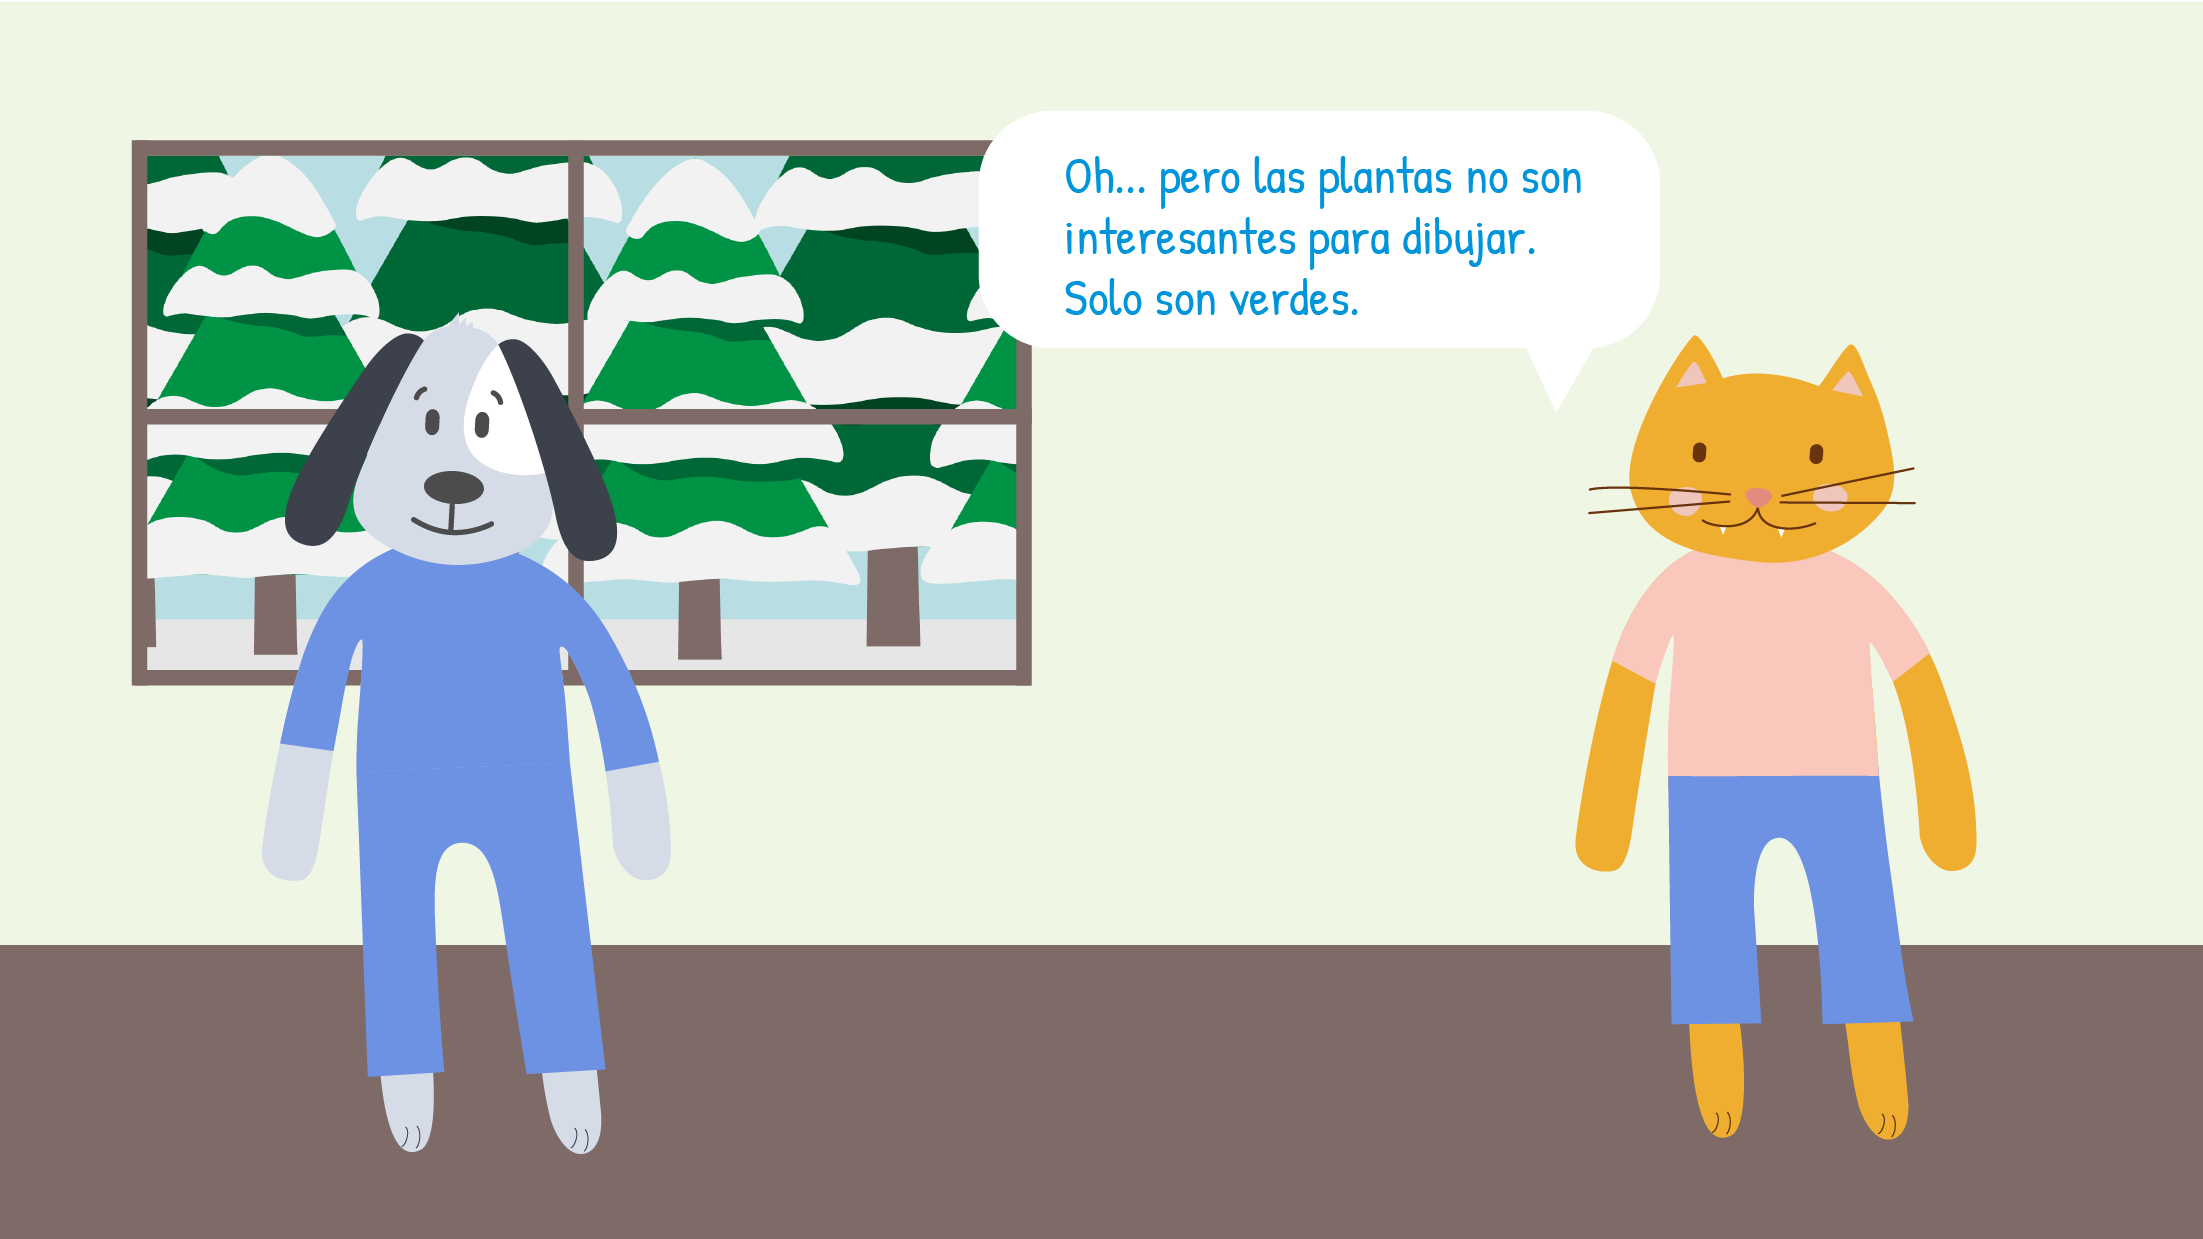 Oh... pero las plantas no son
interesantes para dibujar.
Solo son verdes.